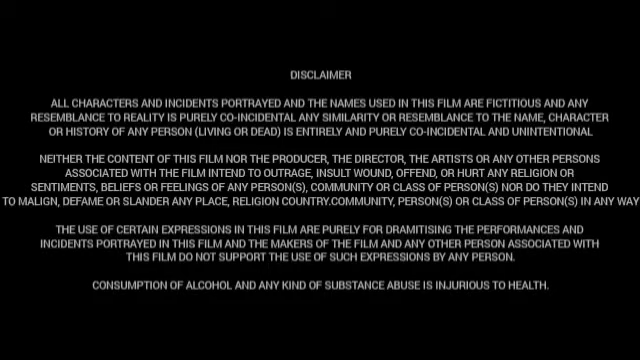 DISCLAIMER
ALL CHARACTERS AND INCIDENTS PORTRAYED AND THE NAMES USED IN THIS FILM ARE FICTITIOUS AND ANY
RESEMBLANCE TO REALITY IS PURELY CO-INCIDENTAL ANY SIMILARITY OR RESEMBLANCE TO THE NAME, CHARACTER
OR HISTORY OF ANY PERSON (LIVING OR DEAD) IS ENTIRELY AND PURELY CO-INCIDENTAL AND UNINTENTIONAL
NEITHER THE CONTENT OF THIS FILM NOR THE PRODUCER, THE DIRECTOR, THE ARTISTS OR ANY OTHER PERSONS
ASSOCIATED WITH THE FILM INTEND TO OUTRAGE, INSULT WOUND, OFFEND, OR HURT ANY RELIGION OR
SENTIMENTS, BELIEFS OR FEELINGS OF ANY PERSON(S), COMMUNITY OR CLASS OF PERSON(S) NOR DO THEY INTEND
TO MALIGN, DEFAME OR SLANDER ANY PLACE, RELIGION COUNTRY.COMMUNITY, PERSON(S) OR CLASS OF PERSON(S) IN ANY WAY
THE USE OF CERTAIN EXPRESSIONS IN THIS FILM ARE PURELY FOR DRAMITISING THE PERFORMANCES AND
INCIDENTS PORTRAYED IN THIS FILM AND THE MAKERS OF THE FILM AND ANY OTHER PERSON ASSOCIATED WITH
THIS FILM DO NOT SUPPORT THE USE OF SUCH EXPRESSIONS BY ANY PERSON.
CONSUMPTION OF ALCOHOL AND ANY KIND OF SUBSTANCE ABUSE IS INJURIOUS TO HEALTH.